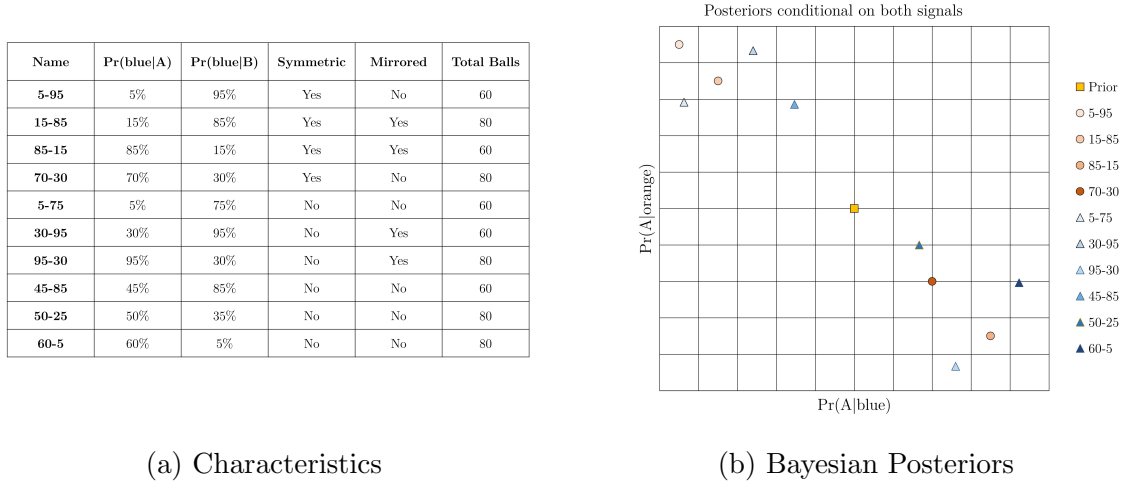 Name Pr(blue|A) Pr(blue|B) Symmetric Mirrored Total Balls
5-95 5% 95% Yes No 60
15-85 15% 85% Yes Yes 80
85-15 85% 15% Yes Yes 60
70-30 70% 30% Yes No 80
5-75 5% 75% No No 60
30-95 30% 95% No Yes 60
95-30 95% 30% No Yes 80
45-85 45% 85% No No 60
50-25 50% 35% No No 80
60-5 60% 5% No No 80
(a) Characteristics
Posteriors conditional on both signals
Pr(A|orange)
Pr(A|blue)
Prior
5-95
15-85
85-15
70-30
5-75
30-95
95-30
45-85
50-25
60-5
(b) Bayesian Posteriors